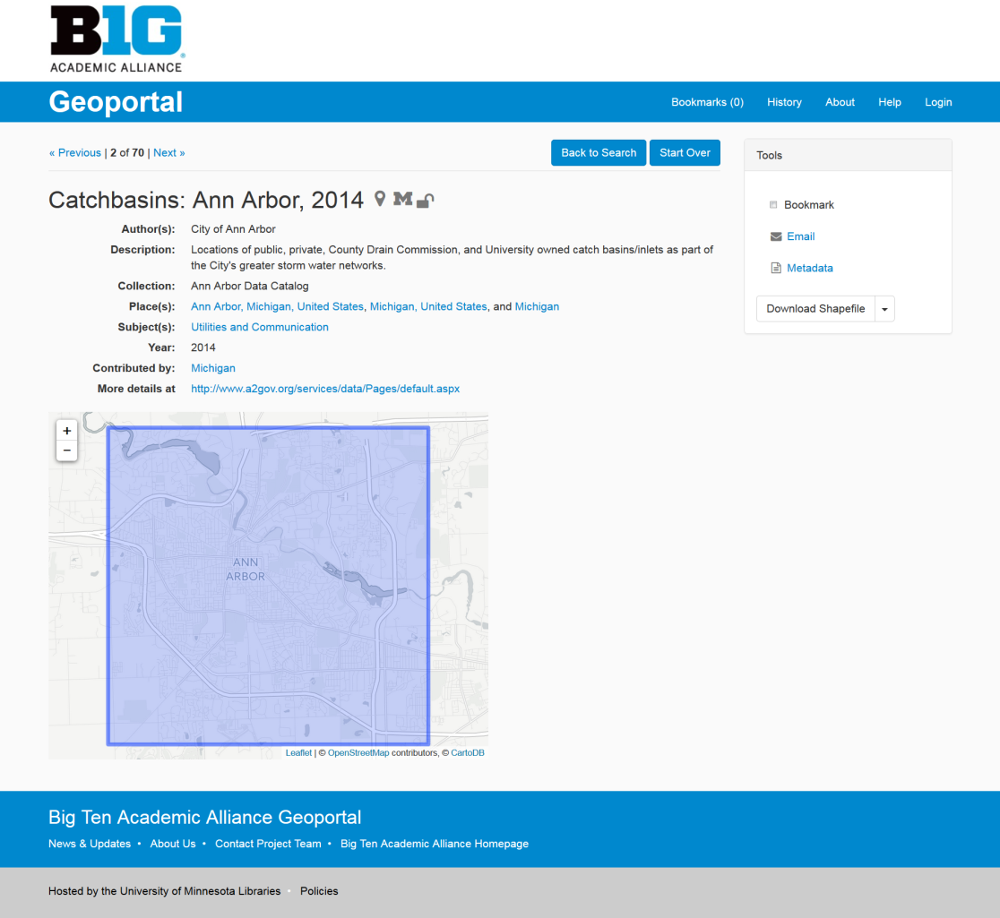 B1G
ACADEMIC ALLIANCE
Geoportal
Bookmarks (0) History About Help Login
« Previous | 2 of 70 | Next »
Back to Search Start Over
Catchbasins: Ann Arbor, 2014
Author(s): City of Ann Arbor
Description: Locations of public, private, County Drain Commission, and University owned catch basins/inlets as part of
the City's greater storm water networks.
Collection: Ann Arbor Data Catalog
Place(s): Ann Arbor, Michigan, United States, Michigan, United States, and Michigan
Subject(s): Utilities and Communication
Year: 2014
Contributed by: Michigan
More details at http://www.a2gov.org/services/data/Pages/default.aspx
Tools
Bookmark
Email
Metadata
Download Shapefile
+
−
ANN
ARBOR
Leaflet | © OpenStreetMap contributors, © CartoDB
Big Ten Academic Alliance Geoportal
News & Updates • About Us • Contact Project Team • Big Ten Academic Alliance Homepage
Hosted by the University of Minnesota Libraries • Policies